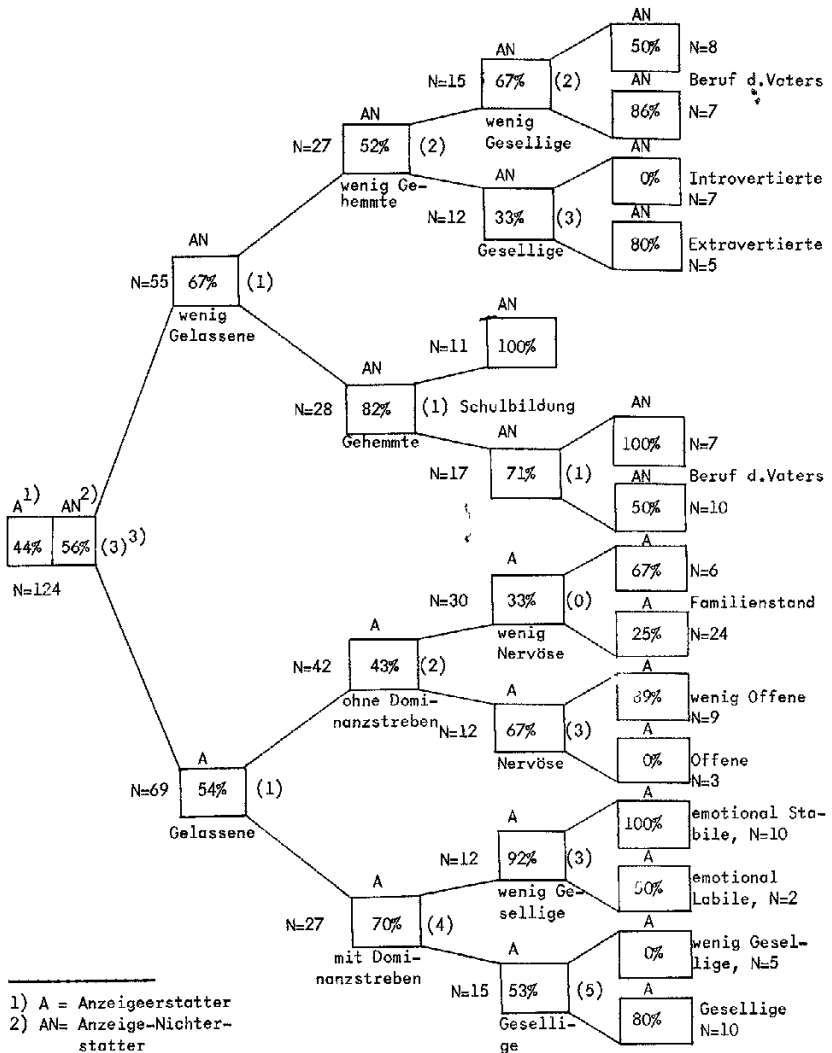 AN
50% N=8
AN
N=15 67% (2)
wenig
Gesellige
Beruf d.Vaters
AN
86% N=7
AN
N=27 52% (2)
wenig Ge-
hemmte
AN
0% Introvertierte
N=7
AN
N=12 33% (3)
Gesellige
AN
80% Extravertierte
N=5
AN
N=55 67% (1)
wenig
Gelassene
AN
N=11 100%
AN
N=28 82% (1) Schulbildung
Gehemmte
AN
100% N=7
AN
N=17 71% (1)
Beruf d.Vaters
AN
50% N=10
A1) AN2)
44% 56% (3)3)
N=124
A
67% N=6
A
N=30 33% (0)
wenig
Nervöse
Familienstand
A
25% N=24
A
N=42 43% (2)
ohne Domi-
nanzstreben
A
89% wenig Offene
N=9
A
N=12 67% (3)
Nervöse
A
0% Offene
N=3
A
N=69 54% (1)
Gelassene
A
100% emotional Sta-
bile, N=10
A
N=12 92% (3)
wenig Ge-
sellige
A
50% emotional
Labile, N=2
A
N=27 70% (4)
mit Domi-
nanzstreben
A
0% wenig Gesel-
lige, N=5
A
N=15 53% (5)
Geselli-
ge
A
80% Gesellige
N=10
1) A = Anzeigeerstatter
2) AN= Anzeige-Nichter-
statter